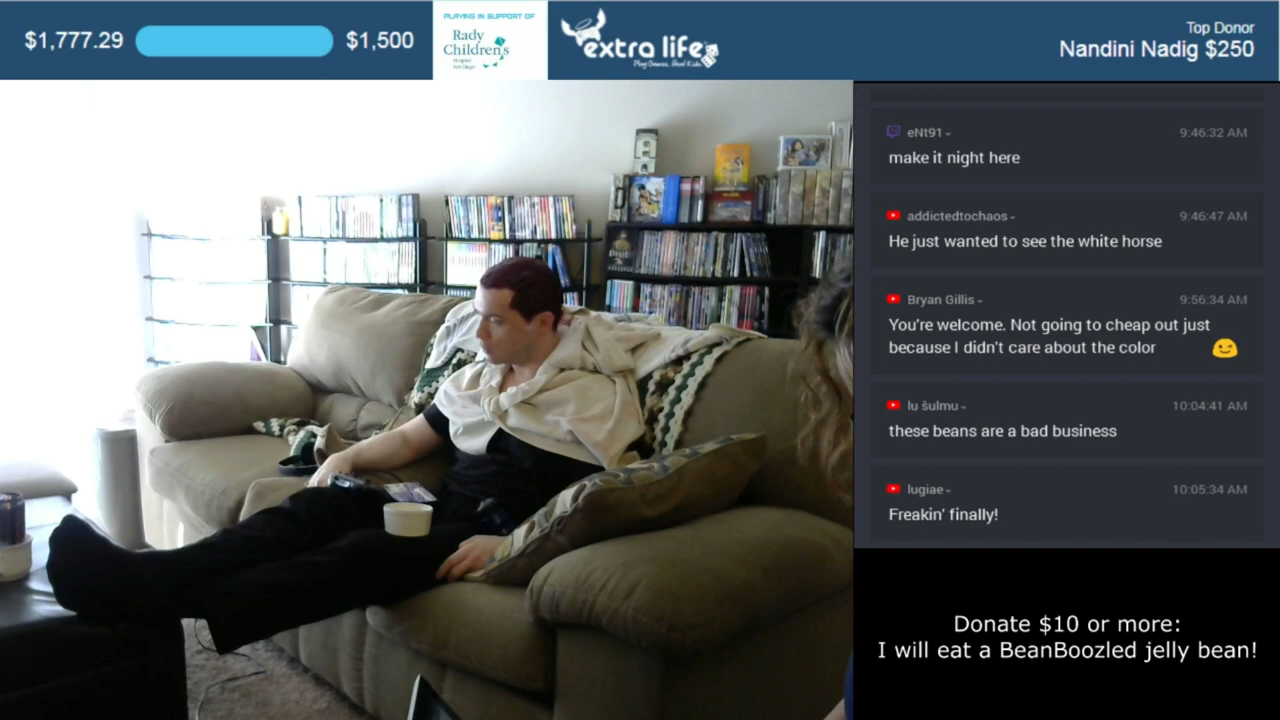 $1,777.29
$1,500
PLAYING IN SUPPORT OF
Rady
Children's
Hospital
San Diego
extra life
Play Games. Heal Kids.
Top Donor
Nandini Nadig $250
eNt91
9:46:32 AM
make it night here
addictedtochaos
9:46:47 AM
He just wanted to see the white horse
Bryan Gillis
9:56:34 AM
You're welcome. Not going to cheap out just
because I didn't care about the color
lu šulmu
10:04:41 AM
these beans are a bad business
lugiae
10:05:34 AM
Freakin' finally!
Donate $10 or more:
I will eat a BeanBoozled jelly bean!